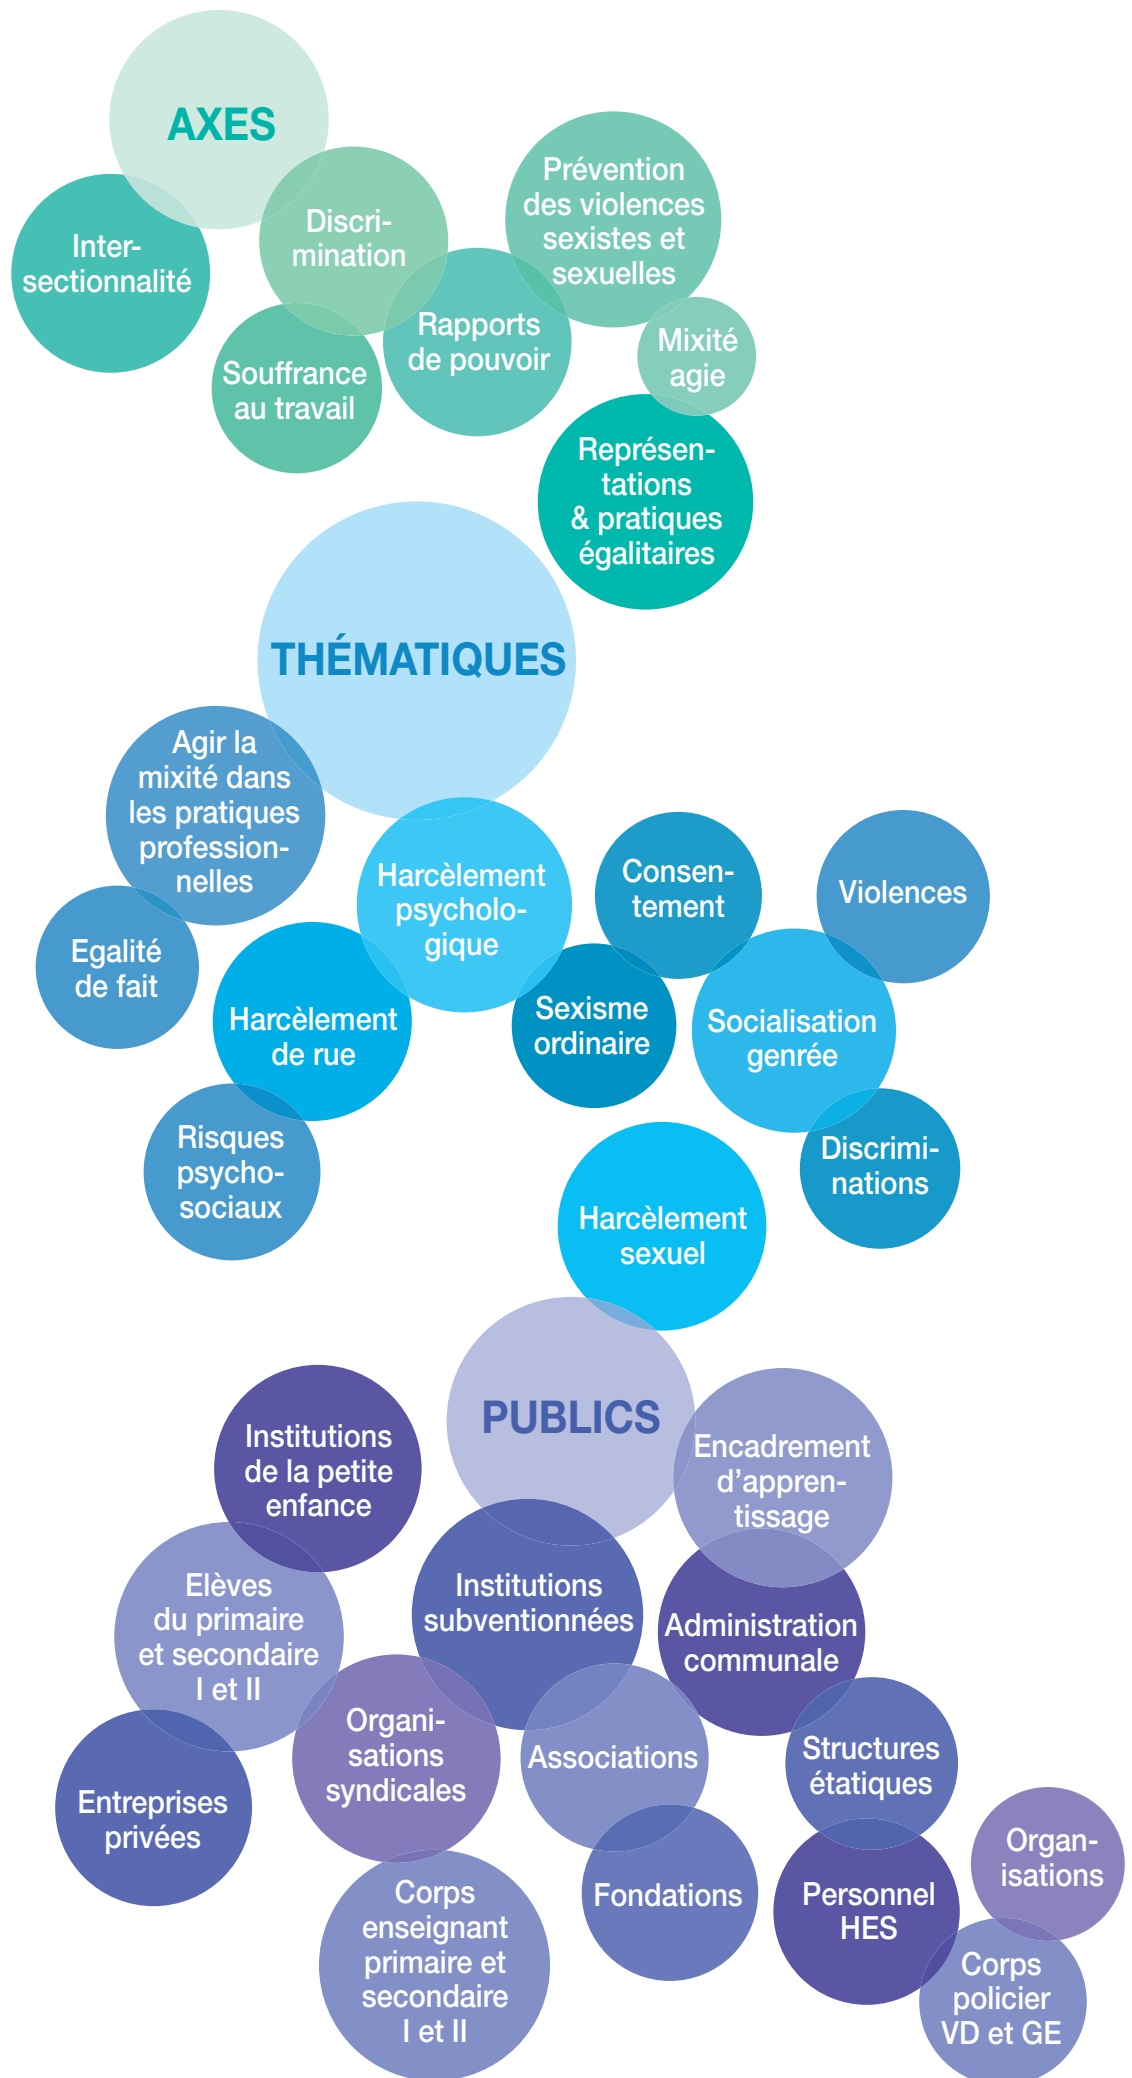 AXES
Inter-
sectionnalité
Discri-
mination
Prévention
des violences
sexistes et
sexuelles
Souffrance
au travail
Rapports
de pouvoir
Mixité
agie
Représen-
tations
& pratiques
égalitaires
THÉMATIQUES
Agir la
mixité dans
les pratiques
profession-
nelles
Egalité
de fait
Harcèlement
psycholo-
gique
Consen-
tement
Violences
Harcèlement
de rue
Sexisme
ordinaire
Socialisation
genrée
Risques
psycho-
sociaux
Discrimi-
nations
Harcèlement
sexuel
PUBLICS
Institutions
de la petite
enfance
Encadrement
d’appren-
tissage
Elèves
du primaire
et secondaire
I et II
Institutions
subventionnées
Administration
communale
Organi-
sations
syndicales
Associations
Structures
étatiques
Entreprises
privées
Corps
enseignant
primaire et
secondaire
I et II
Fondations
Personnel
HES
Organ-
isations
Corps
policier
VD et GE